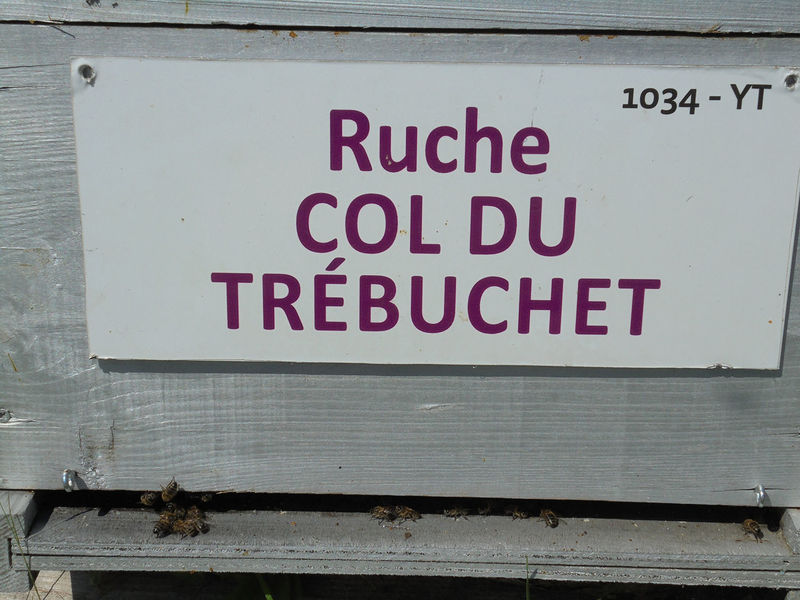 1034 - YT
Ruche
COL DU
TRÉBUCHET